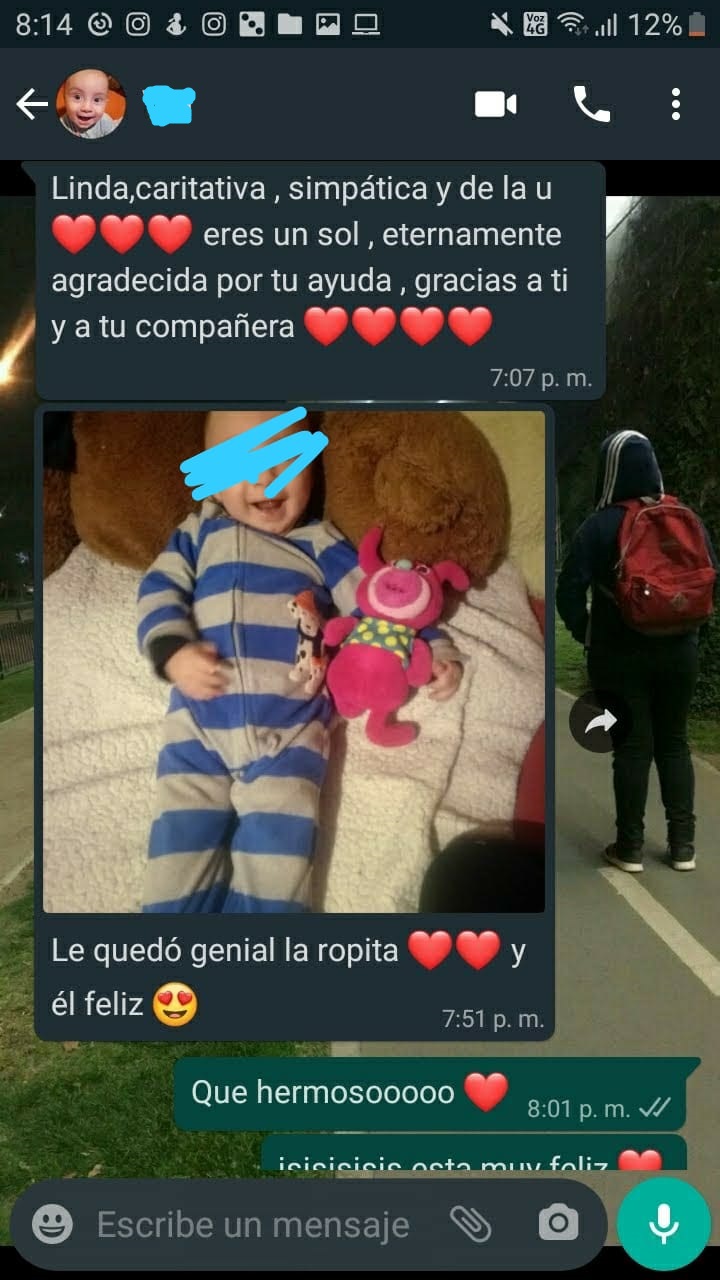 8:14
Voz
4G
12%
Linda,caritativa , simpática y de la u
❤️❤️❤️ eres un sol , eternamente
agradecida por tu ayuda , gracias a ti
y a tu compañera ❤️❤️❤️❤️
7:07 p. m.
Le quedó genial la ropita ❤️❤️ y
él feliz 😍
7:51 p. m.
Que hermosooooo ❤️
8:01 p. m.
jsjsjsjsjs esta muy feliz ❤️
Escribe un mensaje